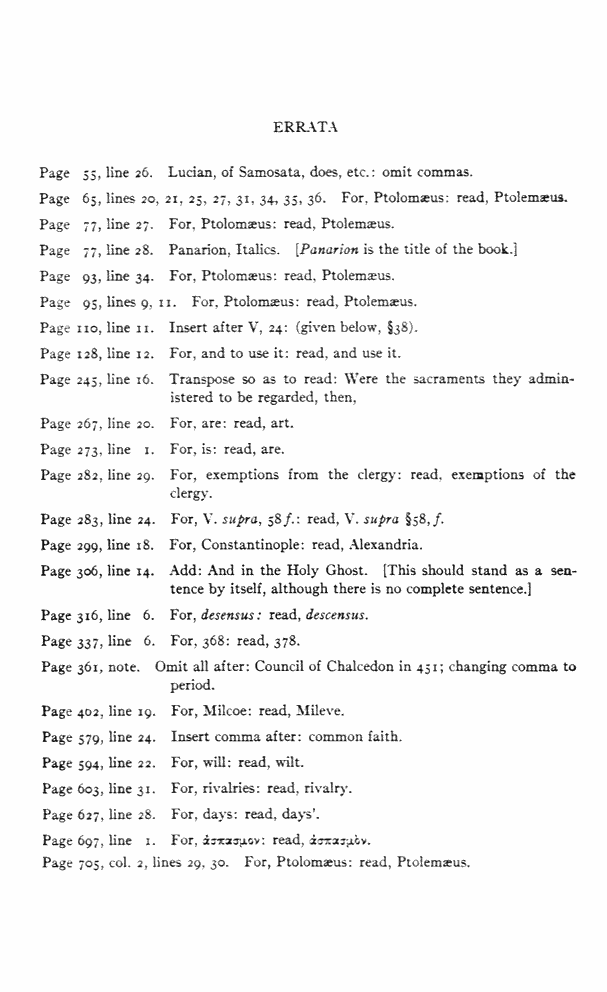 ERRATA
Page 55, line 26. Lucian, of Samosata, does, etc.: omit commas.
Page 65, lines 20, 21, 25, 27, 31, 34, 35, 36. For, Ptolomæus: read, Ptolemæus.
Page 77, line 27. For, Ptolomæus: read, Ptolemæus.
Page 77, line 28. Panarion, Italics. [Panarion is the title of the book.]
Page 93, line 34. For, Ptolomæus: read, Ptolemæus.
Page 95, lines 9, 11. For, Ptolomæus: read, Ptolemæus.
Page 110, line 11. Insert after V, 24: (given below, §38).
Page 128, line 12. For, and to use it: read, and use it.
Page 245, line 16. Transpose so as to read: Were the sacraments they admin-
istered to be regarded, then,
Page 267, line 20. For, are: read, art.
Page 273, line 1. For, is: read, are.
Page 282, line 29. For, exemptions from the clergy: read, exemptions of the
clergy.
Page 283, line 24. For, V. supra, 58 f.: read, V. supra §58, f.
Page 299, line 18. For, Constantinople: read, Alexandria.
Page 306, line 14. Add: And in the Holy Ghost. [This should stand as a sen-
tence by itself, although there is no complete sentence.]
Page 316, line 6. For, desensus: read, descensus.
Page 337, line 6. For, 368: read, 378.
Page 361, note. Omit all after: Council of Chalcedon in 451; changing comma to
period.
Page 402, line 19. For, Milcoe: read, Mileve.
Page 579, line 24. Insert comma after: common faith.
Page 594, line 22. For, will: read, wilt.
Page 603, line 31. For, rivalries: read, rivalry.
Page 627, line 28. For, days: read, days'.
Page 697, line 1. For, ἀσπασμον: read, ἀσπασμὸν.
Page 705, col. 2, lines 29, 30. For, Ptolomæus: read, Ptolemæus.